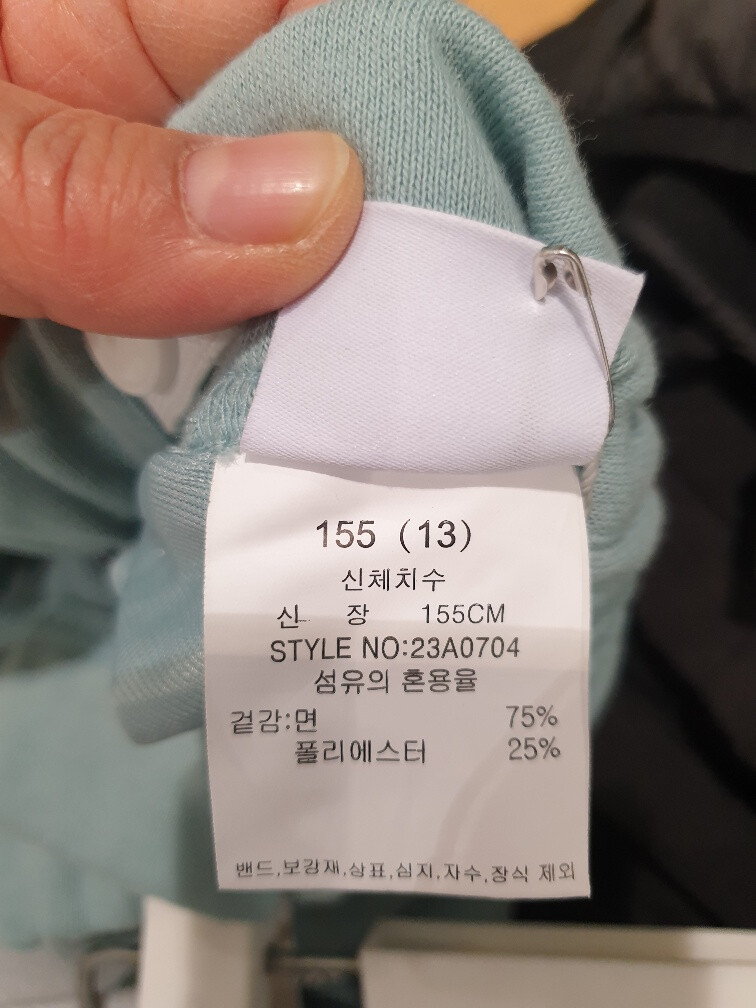 155 (13)
신체치수
신 장 155CM
STYLE NO:23A0704
섬유의 혼용율
겉감:면 75%
폴리에스터 25%
밴드,보강재,상표,심지,자수,장식 제외